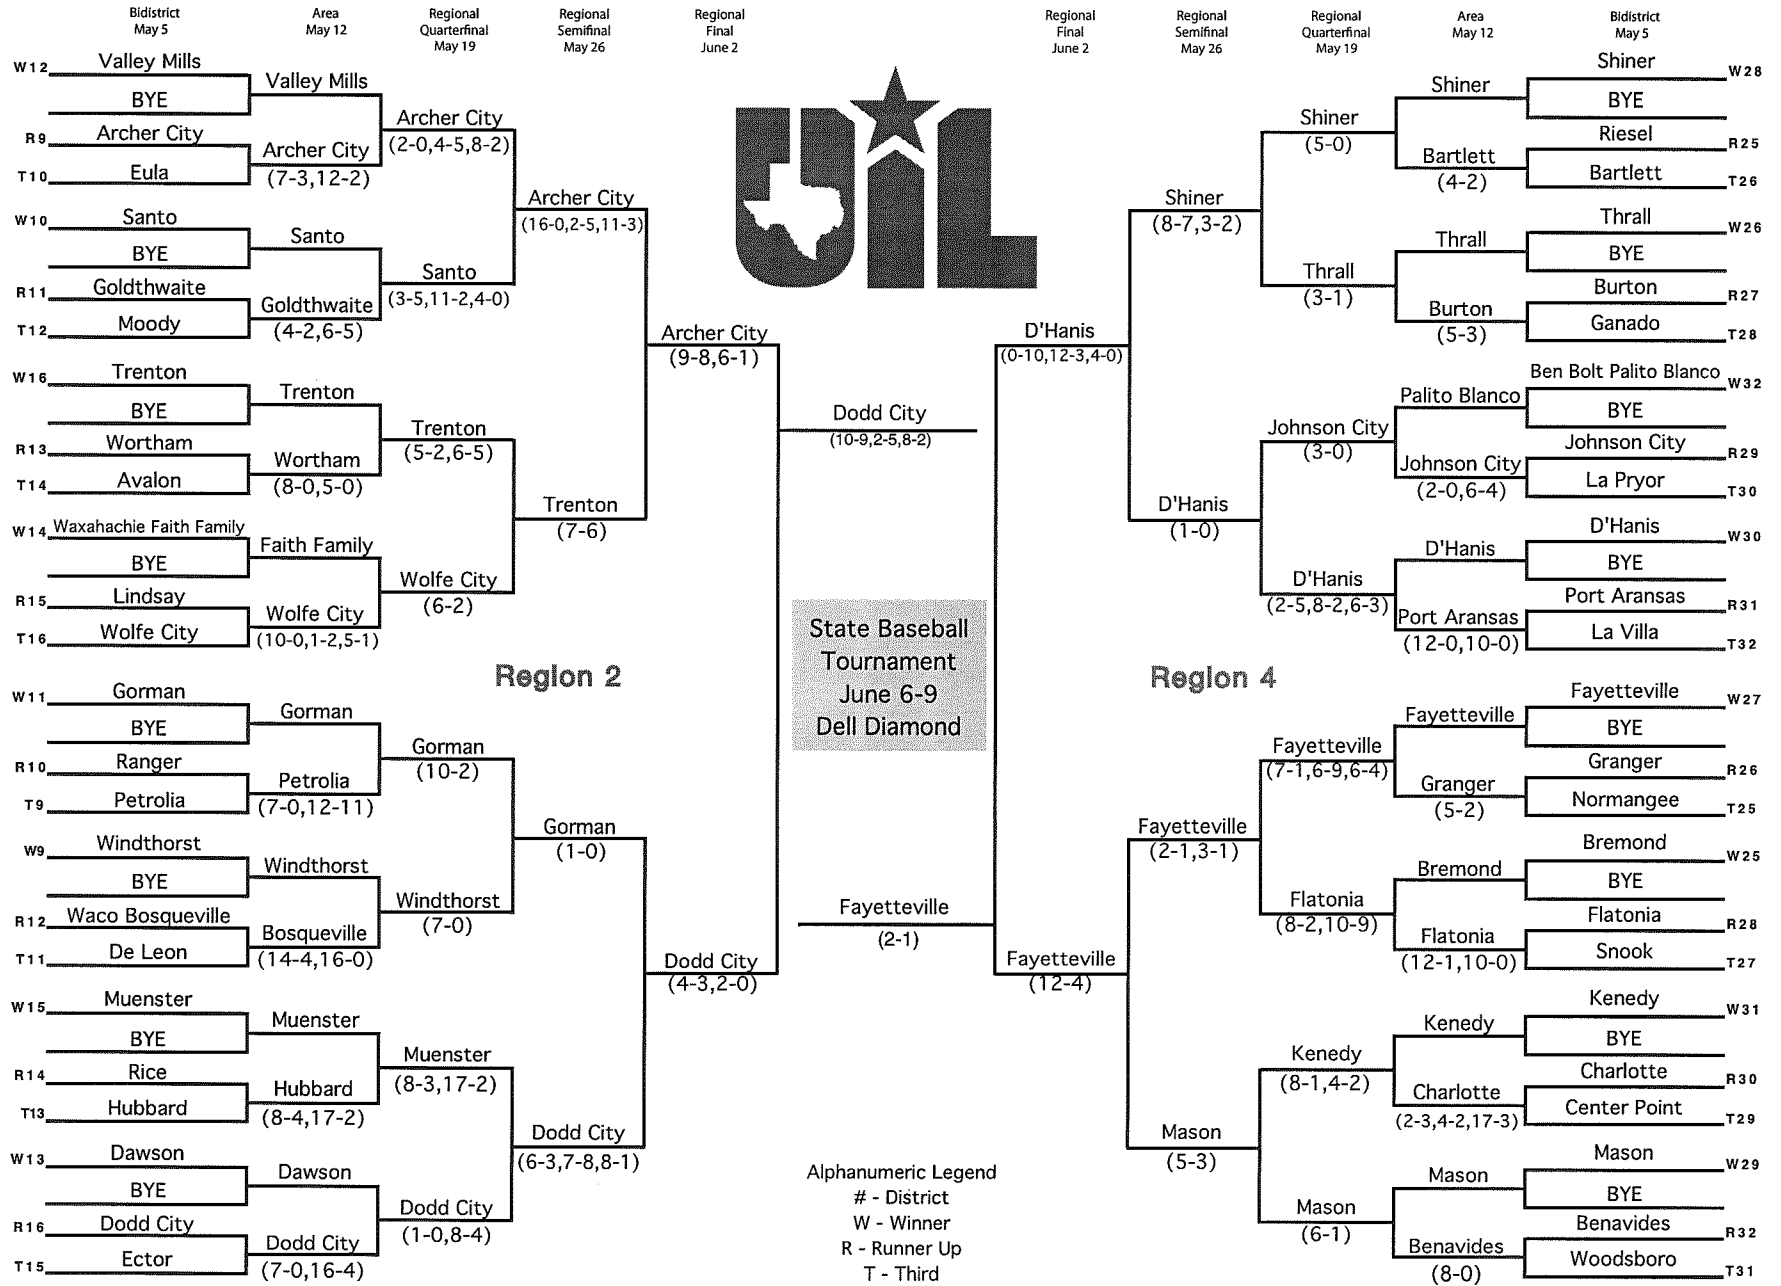 Bidistrict
May 5
Area
May 12
Regional
Quarterfinal
May 19
Regional
Semifinal
May 26
Regional
Final
June 2
Regional
Final
June 2
Regional
Semifinal
May 26
Regional
Quarterfinal
May 19
Area
May 12
Bidistrict
May 5
W12 Valley Mills
BYE
R9 Archer City
T10 Eula
W10 Santo
BYE
R11 Goldthwaite
T12 Moody
W16 Trenton
BYE
R13 Wortham
T14 Avalon
W14 Waxahachie Faith Family
BYE
R15 Lindsay
T16 Wolfe City
W11 Gorman
BYE
R10 Ranger
T9 Petrolia
W9 Windthorst
BYE
R12 Waco Bosqueville
T11 De Leon
W15 Muenster
BYE
R14 Rice
T13 Hubbard
W13 Dawson
BYE
R16 Dodd City
T15 Ector
Valley Mills
Archer City
(7-3,12-2)
Santo
Goldthwaite
(4-2,6-5)
Trenton
Wortham
(8-0,5-0)
Faith Family
Wolfe City
(10-0,1-2,5-1)
Gorman
Petrolia
(7-0,12-11)
Windthorst
Bosqueville
(14-4,16-0)
Muenster
Hubbard
(8-4,17-2)
Dawson
Dodd City
(7-0,16-4)
Archer City
(2-0,4-5,8-2)
Santo
(3-5,11-2,4-0)
Trenton
(5-2,6-5)
Wolfe City
(6-2)
Gorman
(10-2)
Windthorst
(7-0)
Muenster
(8-3,17-2)
Dodd City
(1-0,8-4)
Archer City
(16-0,2-5,11-3)
Trenton
(7-6)
Gorman
(1-0)
Dodd City
(6-3,7-8,8-1)
Archer City
(9-8,6-1)
Dodd City
(4-3,2-0)
Region 2
UIL
Dodd City
(10-9,2-5,8-2)
State Baseball
Tournament
June 6-9
Dell Diamond
Fayetteville
(2-1)
Alphanumeric Legend
# - District
W - Winner
R - Runner Up
T - Third
Region 4
D'Hanis
(0-10,12-3,4-0)
Fayetteville
(12-4)
Shiner
(8-7,3-2)
D'Hanis
(1-0)
Fayetteville
(2-1,3-1)
Mason
(5-3)
Shiner
(5-0)
Thrall
(3-1)
Johnson City
(3-0)
D'Hanis
(2-5,8-2,6-3)
Fayetteville
(7-1,6-9,6-4)
Flatonia
(8-2,10-9)
Kenedy
(8-1,4-2)
Mason
(6-1)
Shiner
Bartlett
(4-2)
Thrall
Burton
(5-3)
Palito Blanco
Johnson City
(2-0,6-4)
D'Hanis
Port Aransas
(12-0,10-0)
Fayetteville
Granger
(5-2)
Bremond
Flatonia
(12-1,10-0)
Kenedy
Charlotte
(2-3,4-2,17-3)
Mason
Benavides
(8-0)
Shiner W28
BYE
Riesel R25
Bartlett T26
Thrall W26
BYE
Burton R27
Ganado T28
Ben Bolt Palito Blanco W32
BYE
Johnson City R29
La Pryor T30
D'Hanis W30
BYE
Port Aransas R31
La Villa T32
Fayetteville W27
BYE
Granger R26
Normangee T25
Bremond W25
BYE
Flatonia R28
Snook T27
Kenedy W31
BYE
Charlotte R30
Center Point T29
Mason W29
BYE
Benavides R32
Woodsboro T31